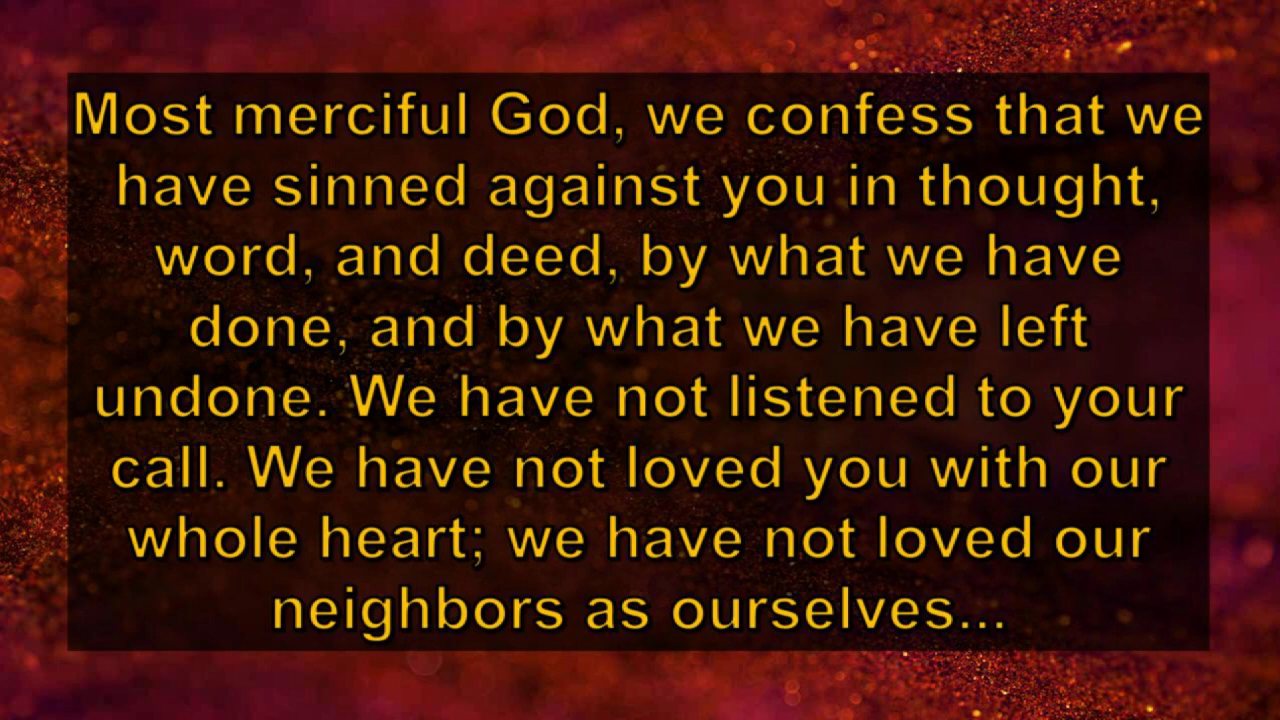 Most merciful God, we confess that we
have sinned against you in thought,
word, and deed, by what we have
done, and by what we have left
undone. We have not listened to your
call. We have not loved you with our
whole heart; we have not loved our
neighbors as ourselves...